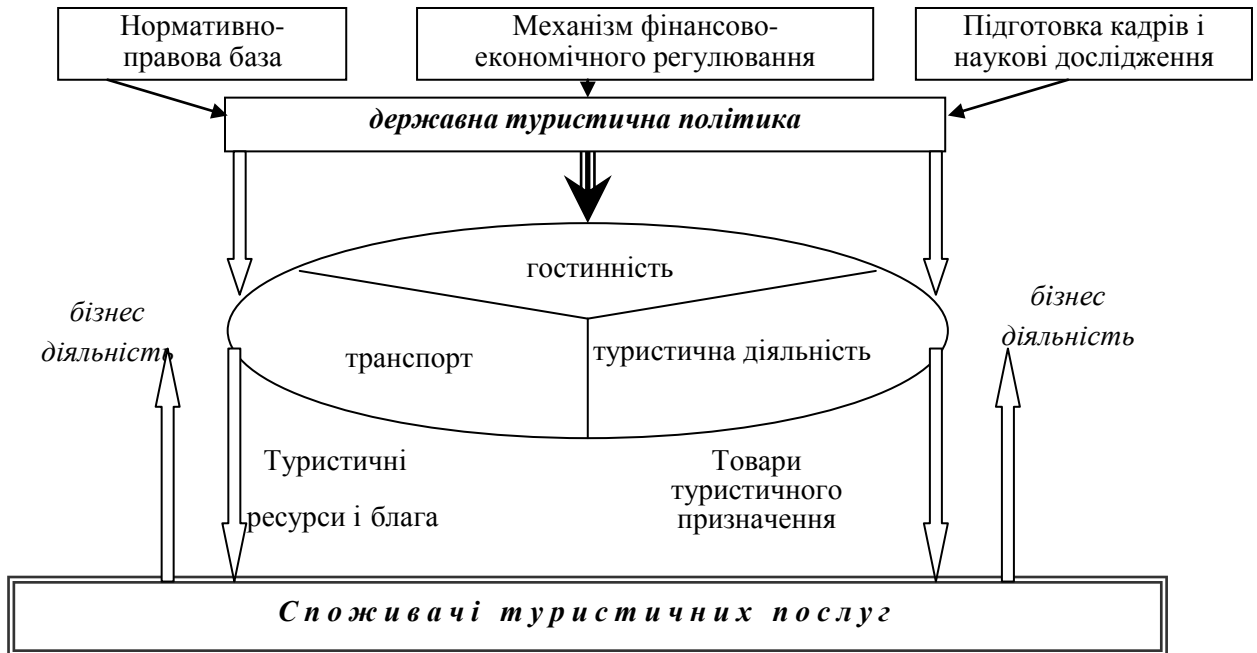 Нормативно-
правова база
Механізм фінансово-
економічного регулювання
Підготовка кадрів і
наукові дослідження
державна туристична політика
гостинність
бізнес
діяльність
транспорт
туристична діяльність
бізнес
діяльність
Туристичні
ресурси і блага
Товари
туристичного
призначення
Споживачі туристичних послуг